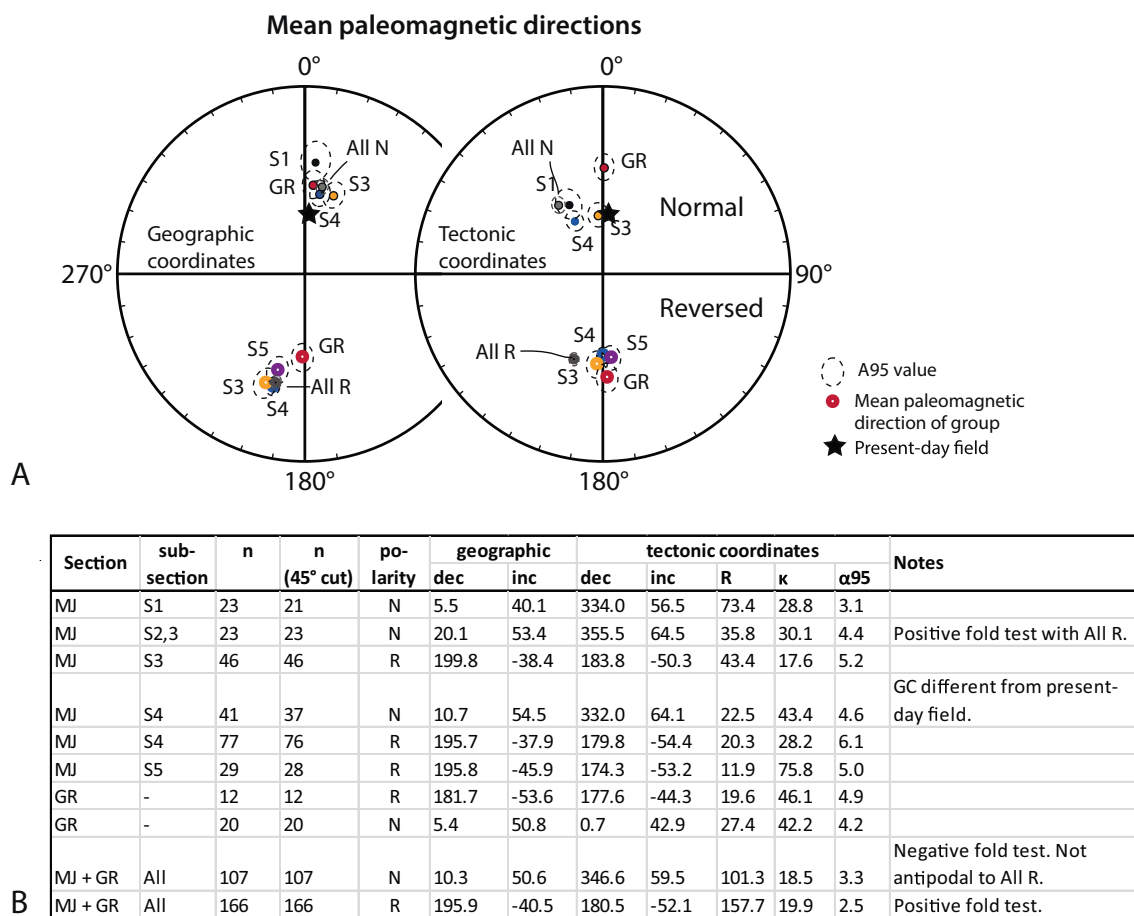 Mean paleomagnetic directions
0° 0°
S1 All N
GR S3
S4
All N GR
S1
S4 S3
Normal
Geographic
coordinates
Tectonic
coordinates
270° 90°
Reversed
S5 GR
S3 All R
S4
S4 S5
All R
S3 GR
A95 value
Mean paleomagnetic
direction of group
Present-day field
A
180° 180°
Section sub-section n n (45° cut) po-larity geographic tectonic coordinates Notes
dec inc dec inc R κ α95
MJ S1 23 21 N 5.5 40.1 334.0 56.5 73.4 28.8 3.1
MJ S2,3 23 23 N 20.1 53.4 355.5 64.5 35.8 30.1 4.4 Positive fold test with All R.
MJ S3 46 46 R 199.8 -38.4 183.8 -50.3 43.4 17.6 5.2
GC different from present-
MJ S4 41 37 N 10.7 54.5 332.0 64.1 22.5 43.4 4.6 day field.
MJ S4 77 76 R 195.7 -37.9 179.8 -54.4 20.3 28.2 6.1
MJ S5 29 28 R 195.8 -45.9 174.3 -53.2 11.9 75.8 5.0
GR - 12 12 R 181.7 -53.6 177.6 -44.3 19.6 46.1 4.9
GR - 20 20 N 5.4 50.8 0.7 42.9 27.4 42.2 4.2
Negative fold test. Not
MJ + GR All 107 107 N 10.3 50.6 346.6 59.5 101.3 18.5 3.3 antipodal to All R.
B
MJ + GR All 166 166 R 195.9 -40.5 180.5 -52.1 157.7 19.9 2.5 Positive fold test.